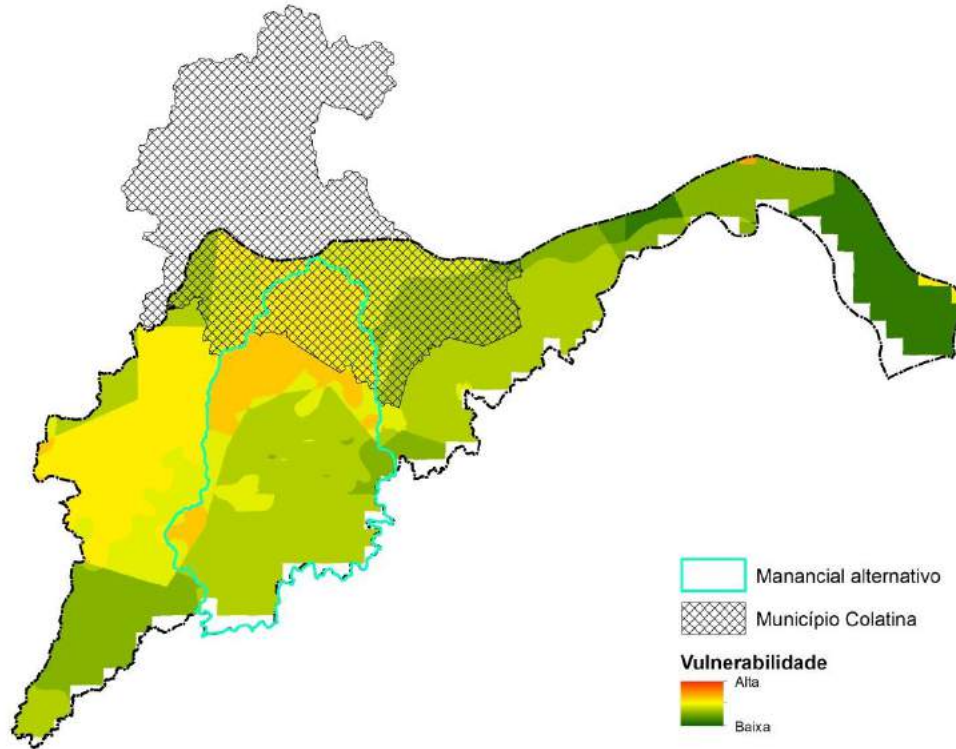 Manancial alternativo
Município Colatina
Vulnerabilidade
Alta
Baixa